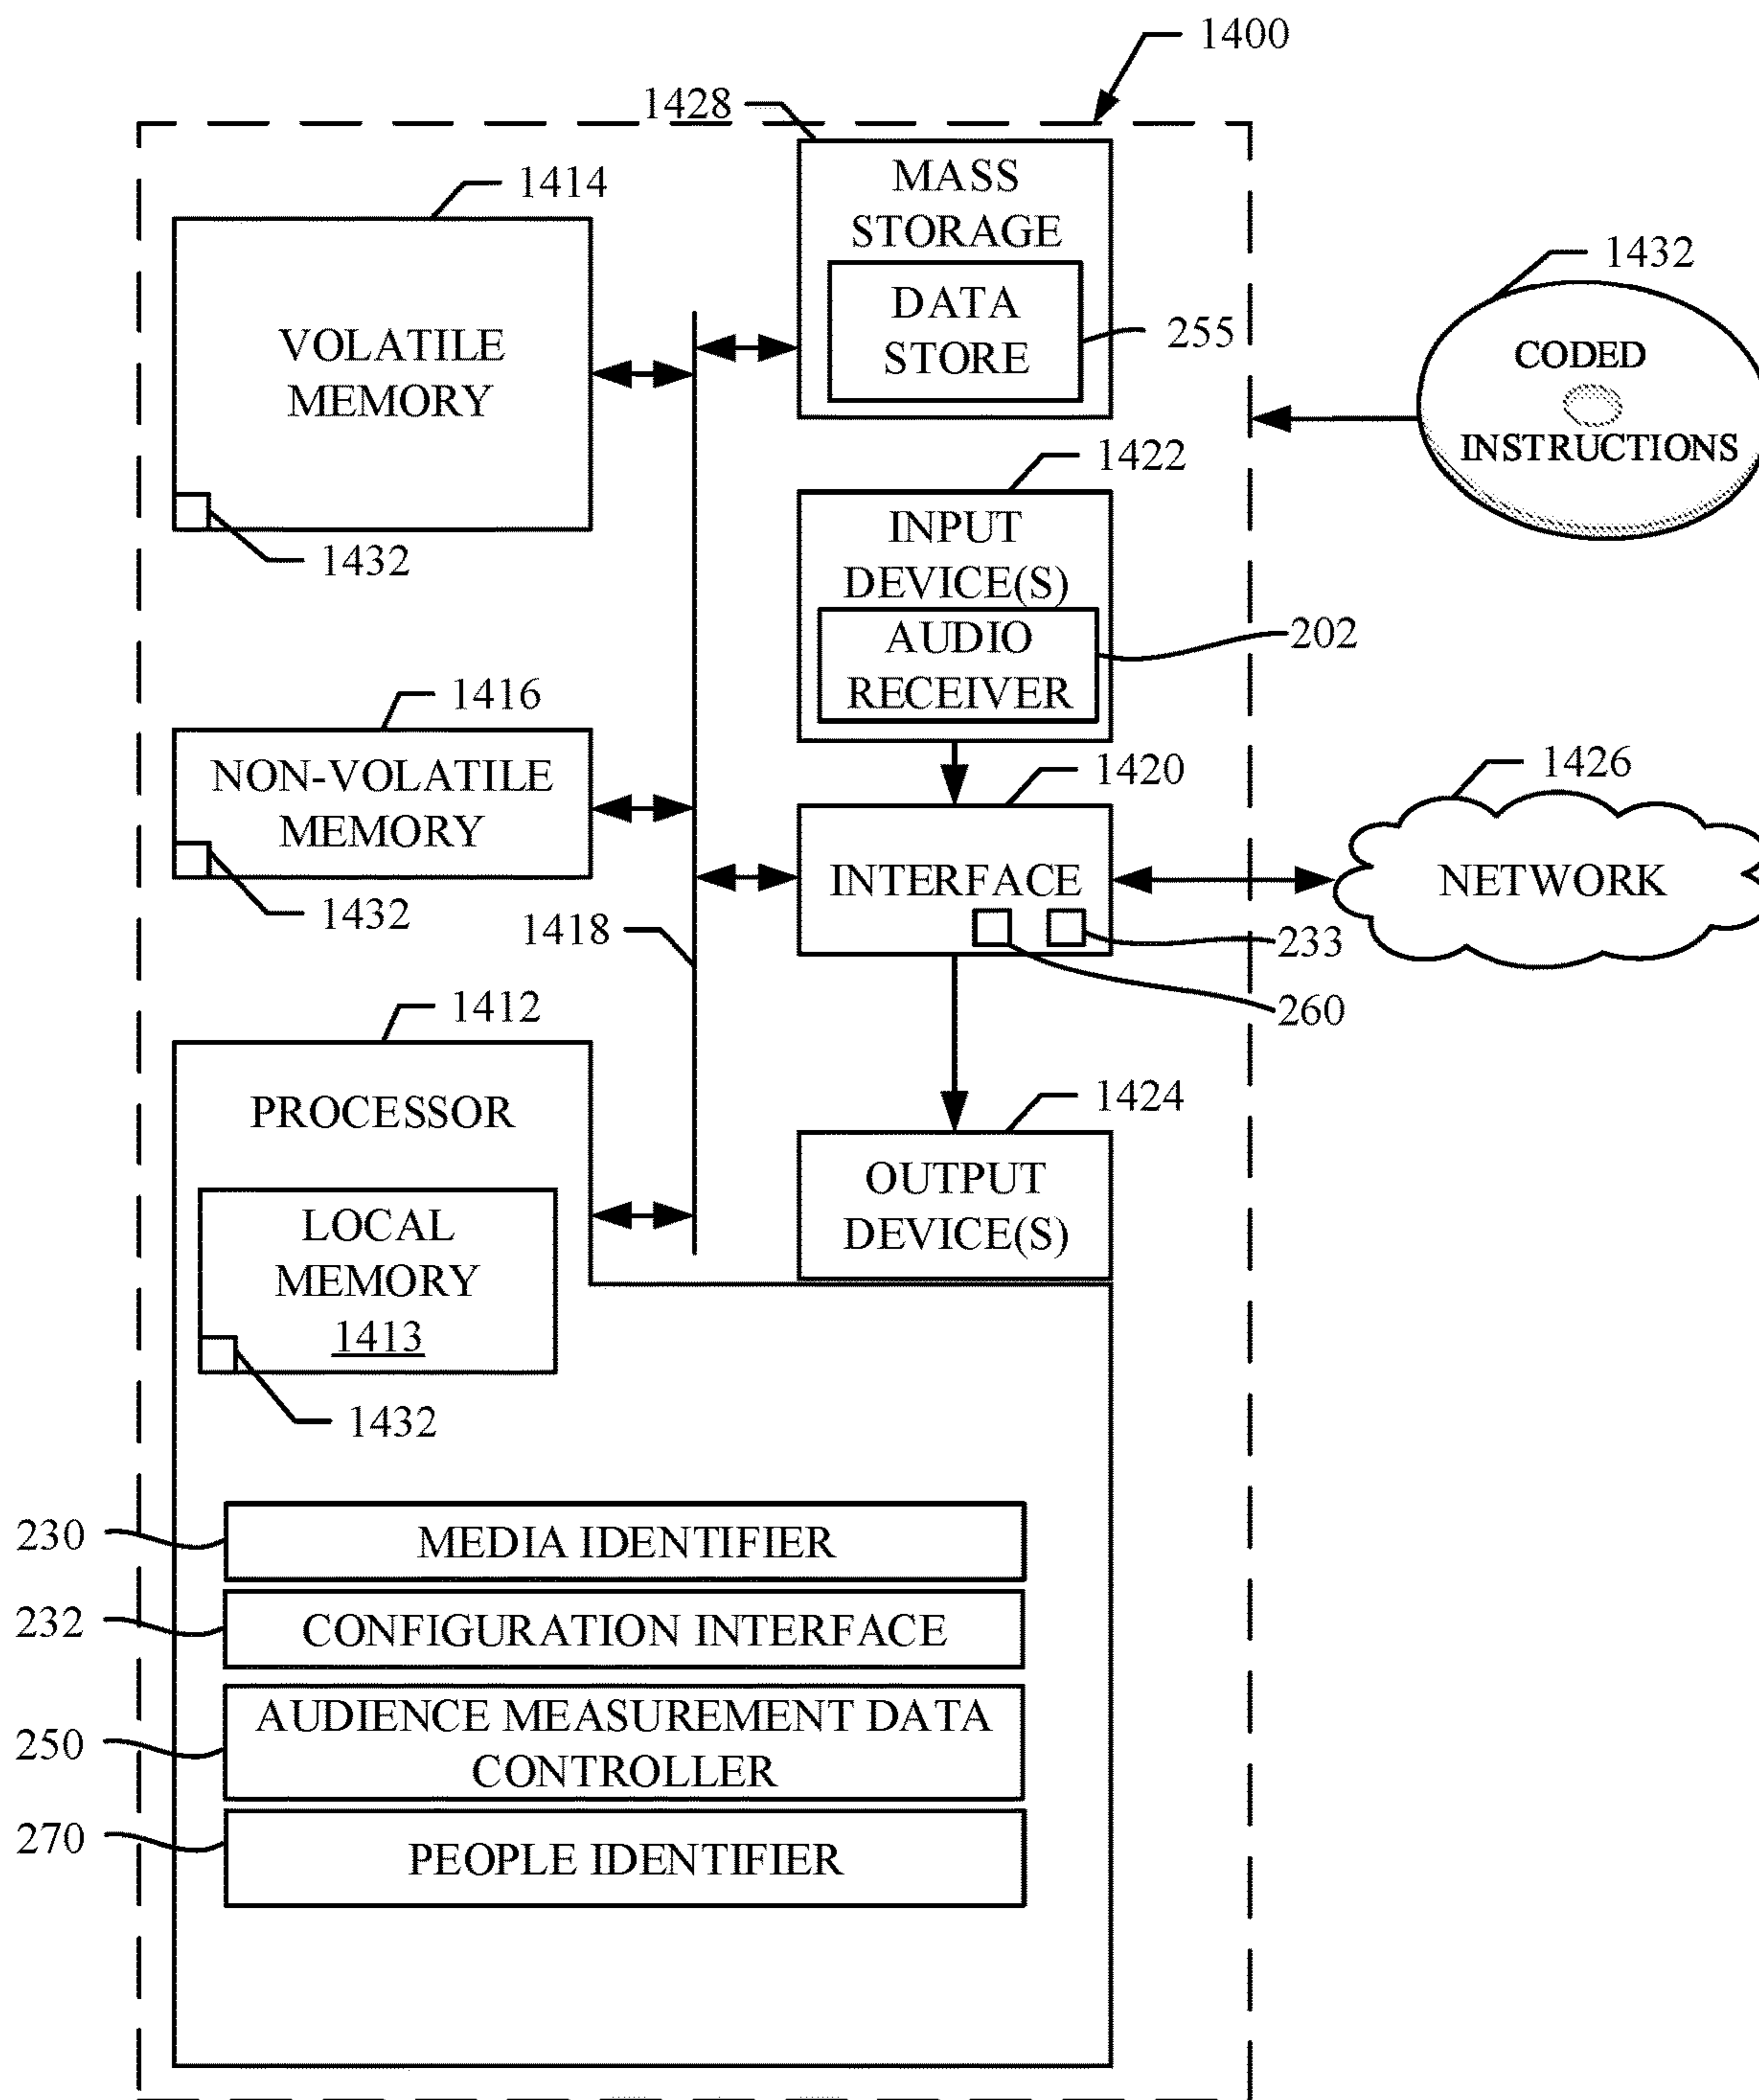 1400
1428
MASS
STORAGE
DATA
STORE
255
1414
VOLATILE
MEMORY
1432
1432
CODED
INSTRUCTIONS
1422
INPUT
DEVICE(S)
AUDIO
RECEIVER
202
1416
NON-VOLATILE
MEMORY
1432
1420
INTERFACE
233
260
1426
NETWORK
1418
1412
PROCESSOR
LOCAL
MEMORY
1413
1432
1424
OUTPUT
DEVICE(S)
230
MEDIA IDENTIFIER
232
CONFIGURATION INTERFACE
250
AUDIENCE MEASUREMENT DATA
CONTROLLER
270
PEOPLE IDENTIFIER